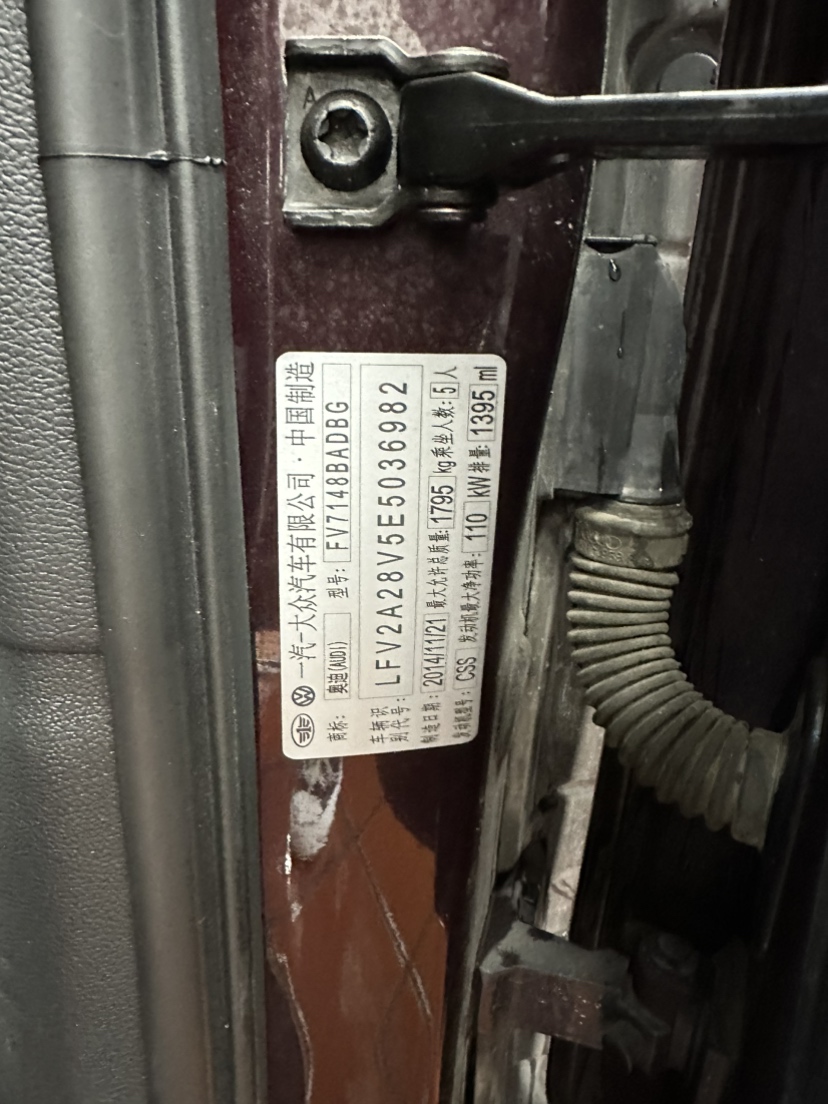 一汽-大众汽车有限公司·中国制造
商标: 奥迪(AUDI) 型号: FV7148BADBG
车辆识
别代号: LFV2A28V5E5036982
制造日期: 2014/11/21 最大允许总质量: 1795 kg 乘坐人数: 5 人
发动机型号: CSS 发动机最大净功率: 110 kW 排量: 1395 ml
A